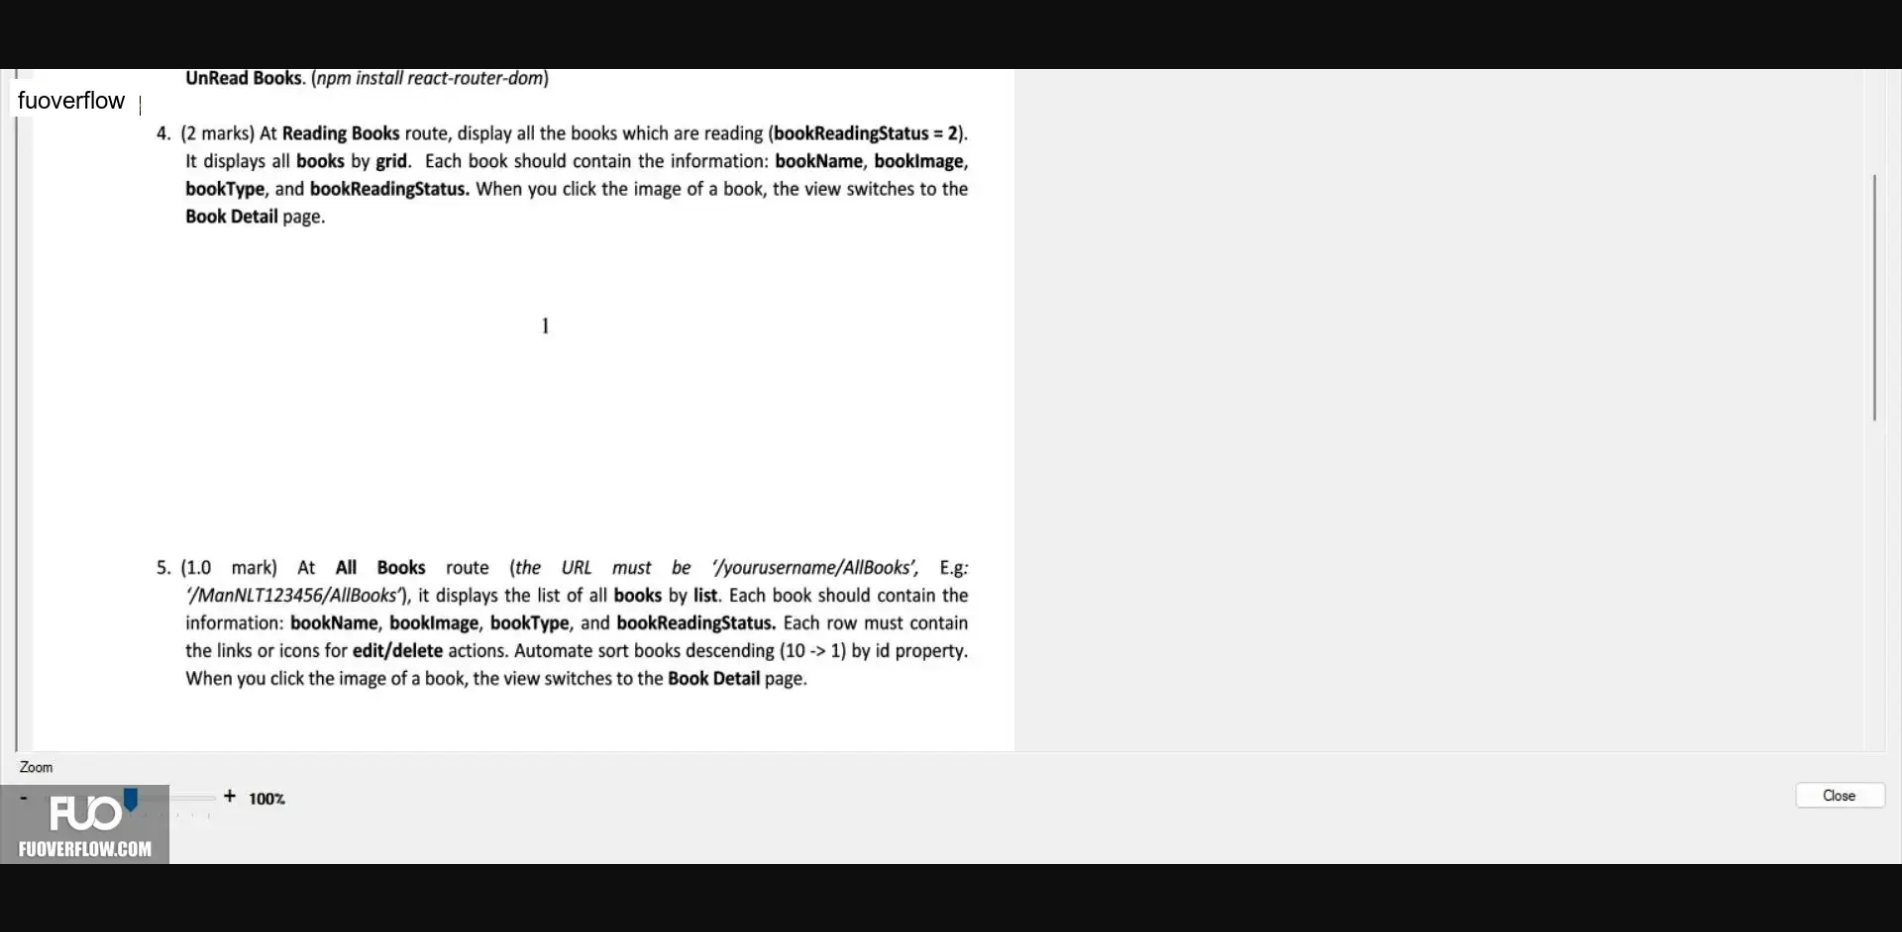 UnRead Books. (npm install react-router-dom)
fuoverflow
4. (2 marks) At Reading Books route, display all the books which are reading (bookReadingStatus = 2).
It displays all books by grid. Each book should contain the information: bookName, bookImage,
bookType, and bookReadingStatus. When you click the image of a book, the view switches to the
Book Detail page.
1
5. (1.0 mark) At All Books route (the URL must be ‘/yourusername/AllBooks’, E.g:
‘/ManNLT123456/AllBooks’), it displays the list of all books by list. Each book should contain the
information: bookName, bookImage, bookType, and bookReadingStatus. Each row must contain
the links or icons for edit/delete actions. Automate sort books descending (10 -> 1) by id property.
When you click the image of a book, the view switches to the Book Detail page.
Zoom
- + 100%
Close
FUO
FUOVERFLOW.COM